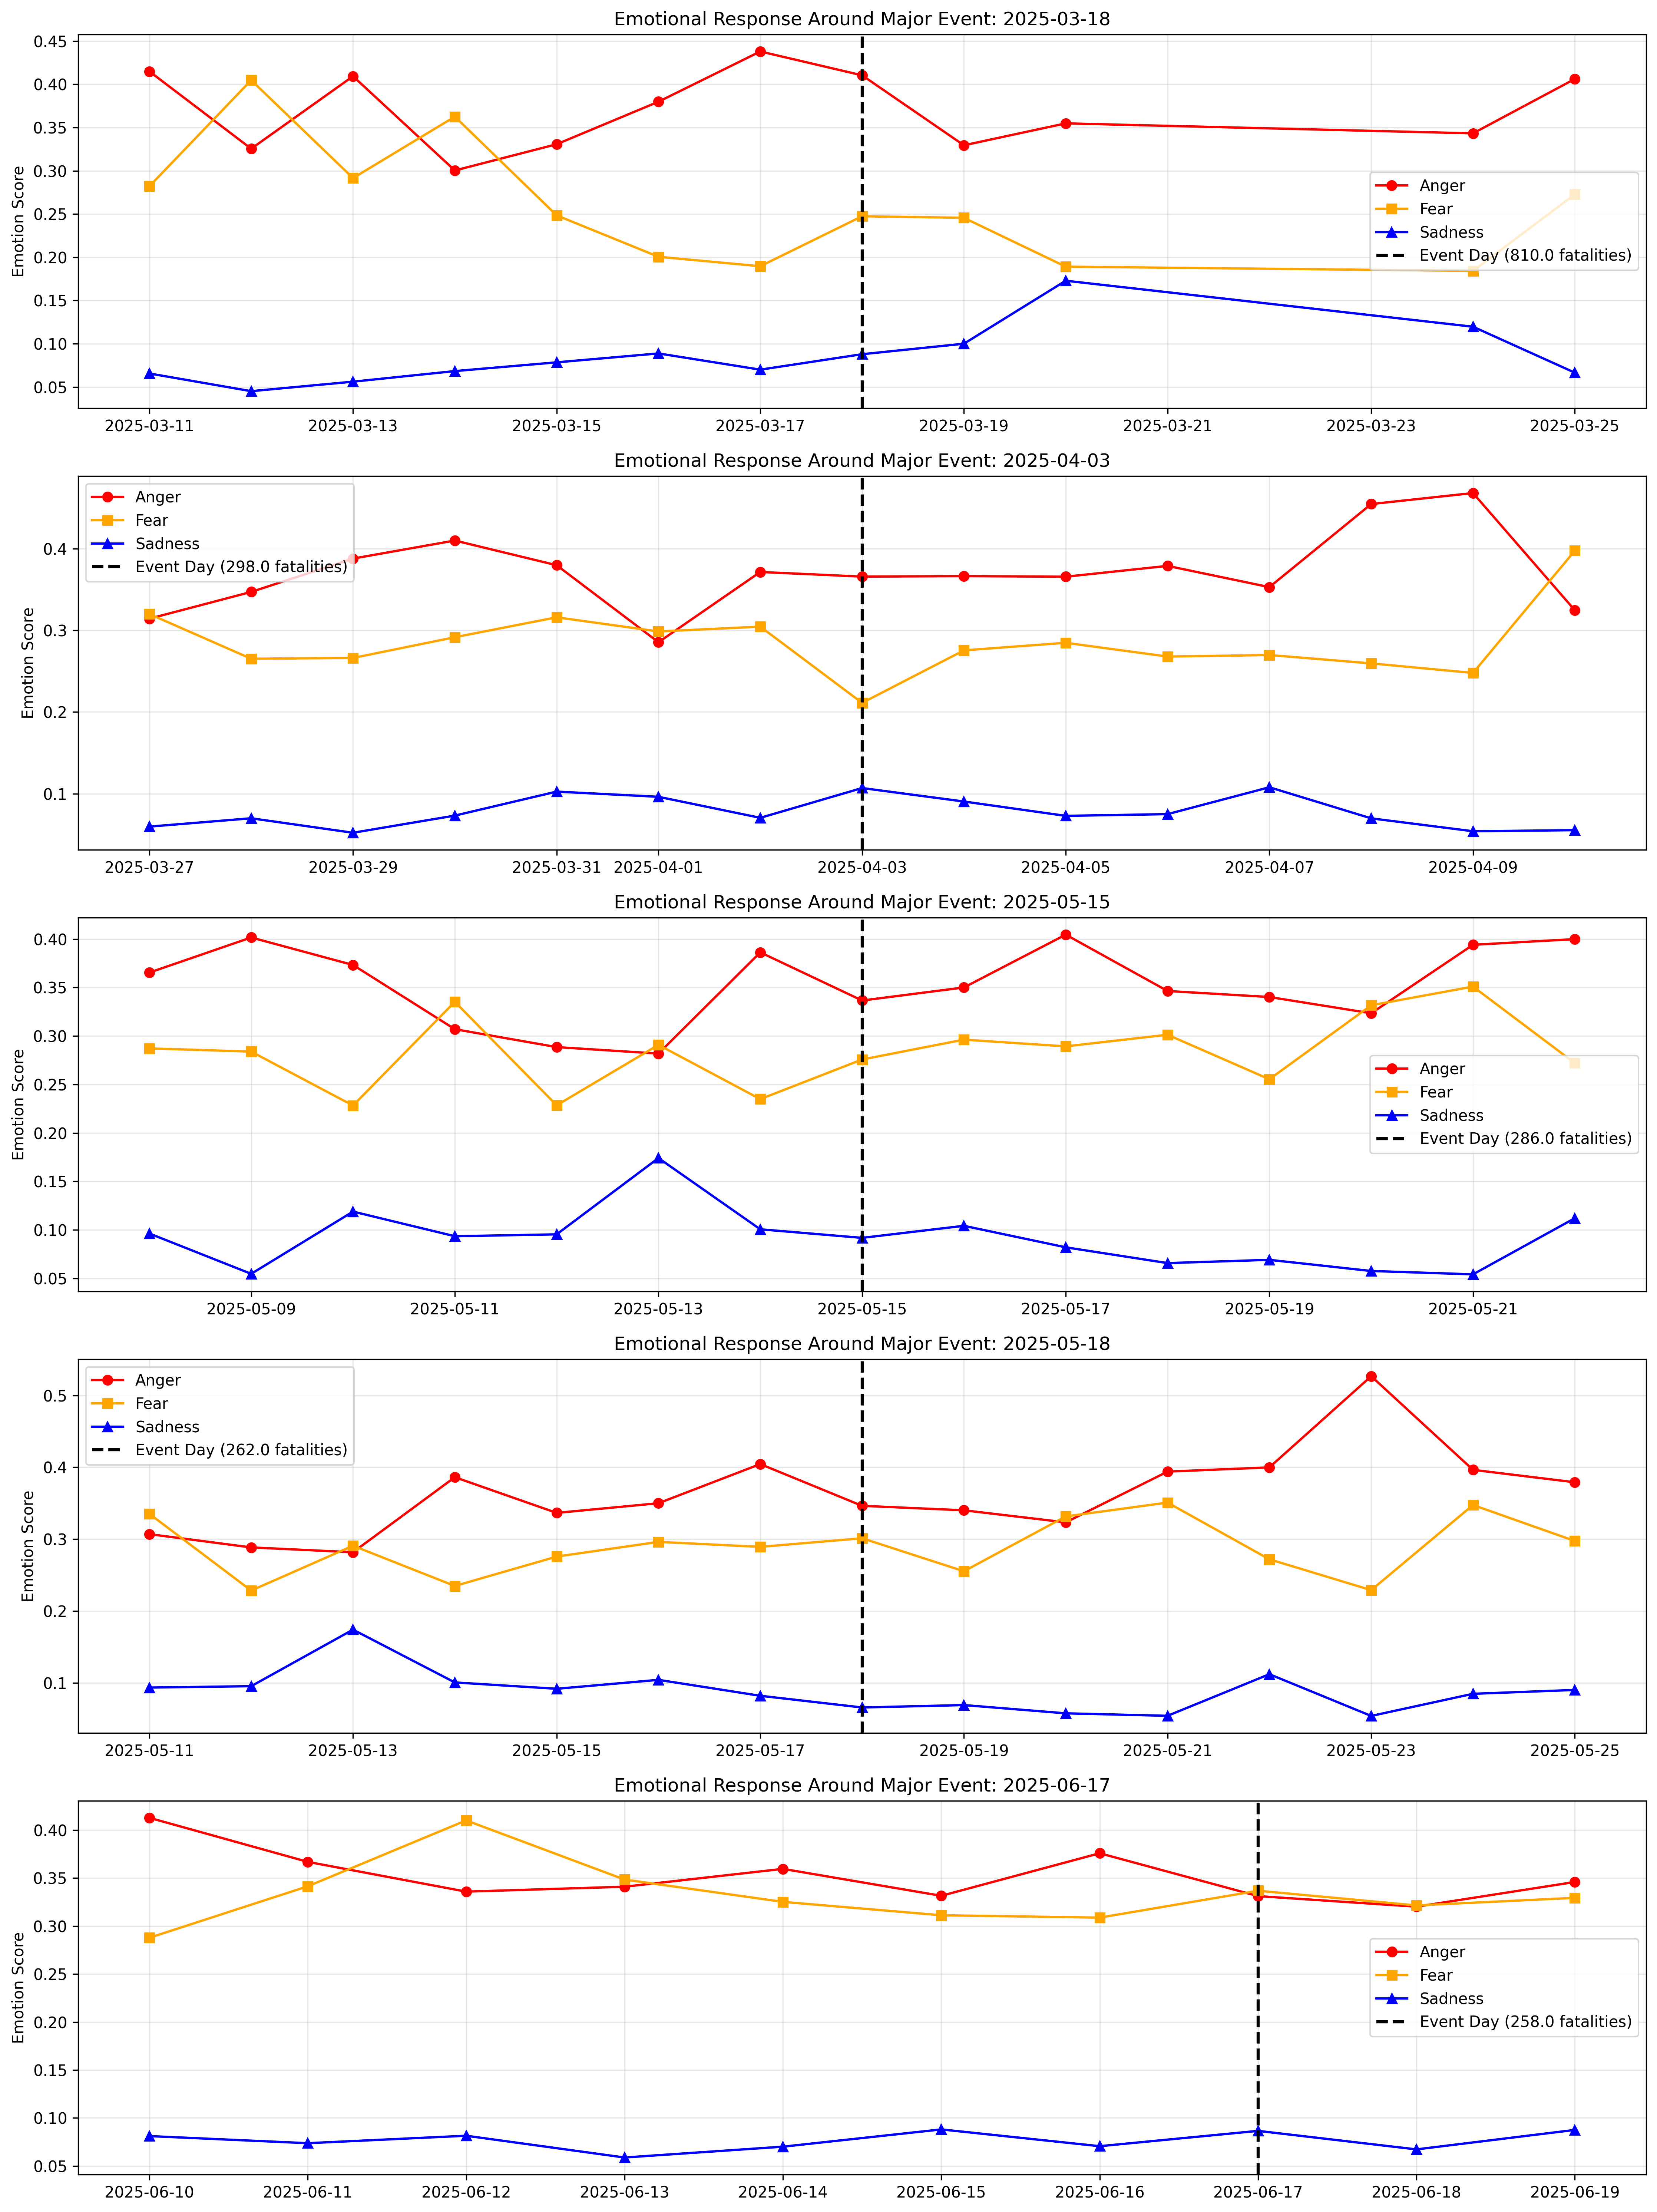 Emotional Response Around Major Event: 2025-03-18
Emotion Score
0.45
0.40
0.35
0.30
0.25
0.20
0.15
0.10
0.05
Anger
Fear
Sadness
Event Day (810.0 fatalities)
2025-03-11 2025-03-13 2025-03-15 2025-03-17 2025-03-19 2025-03-21 2025-03-23 2025-03-25
Emotional Response Around Major Event: 2025-04-03
Emotion Score
0.4
0.3
0.2
0.1
Anger
Fear
Sadness
Event Day (298.0 fatalities)
2025-03-27 2025-03-29 2025-03-31 2025-04-01 2025-04-03 2025-04-05 2025-04-07 2025-04-09
Emotional Response Around Major Event: 2025-05-15
Emotion Score
0.40
0.35
0.30
0.25
0.20
0.15
0.10
0.05
Anger
Fear
Sadness
Event Day (286.0 fatalities)
2025-05-09 2025-05-11 2025-05-13 2025-05-15 2025-05-17 2025-05-19 2025-05-21
Emotional Response Around Major Event: 2025-05-18
Emotion Score
0.5
0.4
0.3
0.2
0.1
Anger
Fear
Sadness
Event Day (262.0 fatalities)
2025-05-11 2025-05-13 2025-05-15 2025-05-17 2025-05-19 2025-05-21 2025-05-23 2025-05-25
Emotional Response Around Major Event: 2025-06-17
Emotion Score
0.40
0.35
0.30
0.25
0.20
0.15
0.10
0.05
Anger
Fear
Sadness
Event Day (258.0 fatalities)
2025-06-10 2025-06-11 2025-06-12 2025-06-13 2025-06-14 2025-06-15 2025-06-16 2025-06-17 2025-06-18 2025-06-19